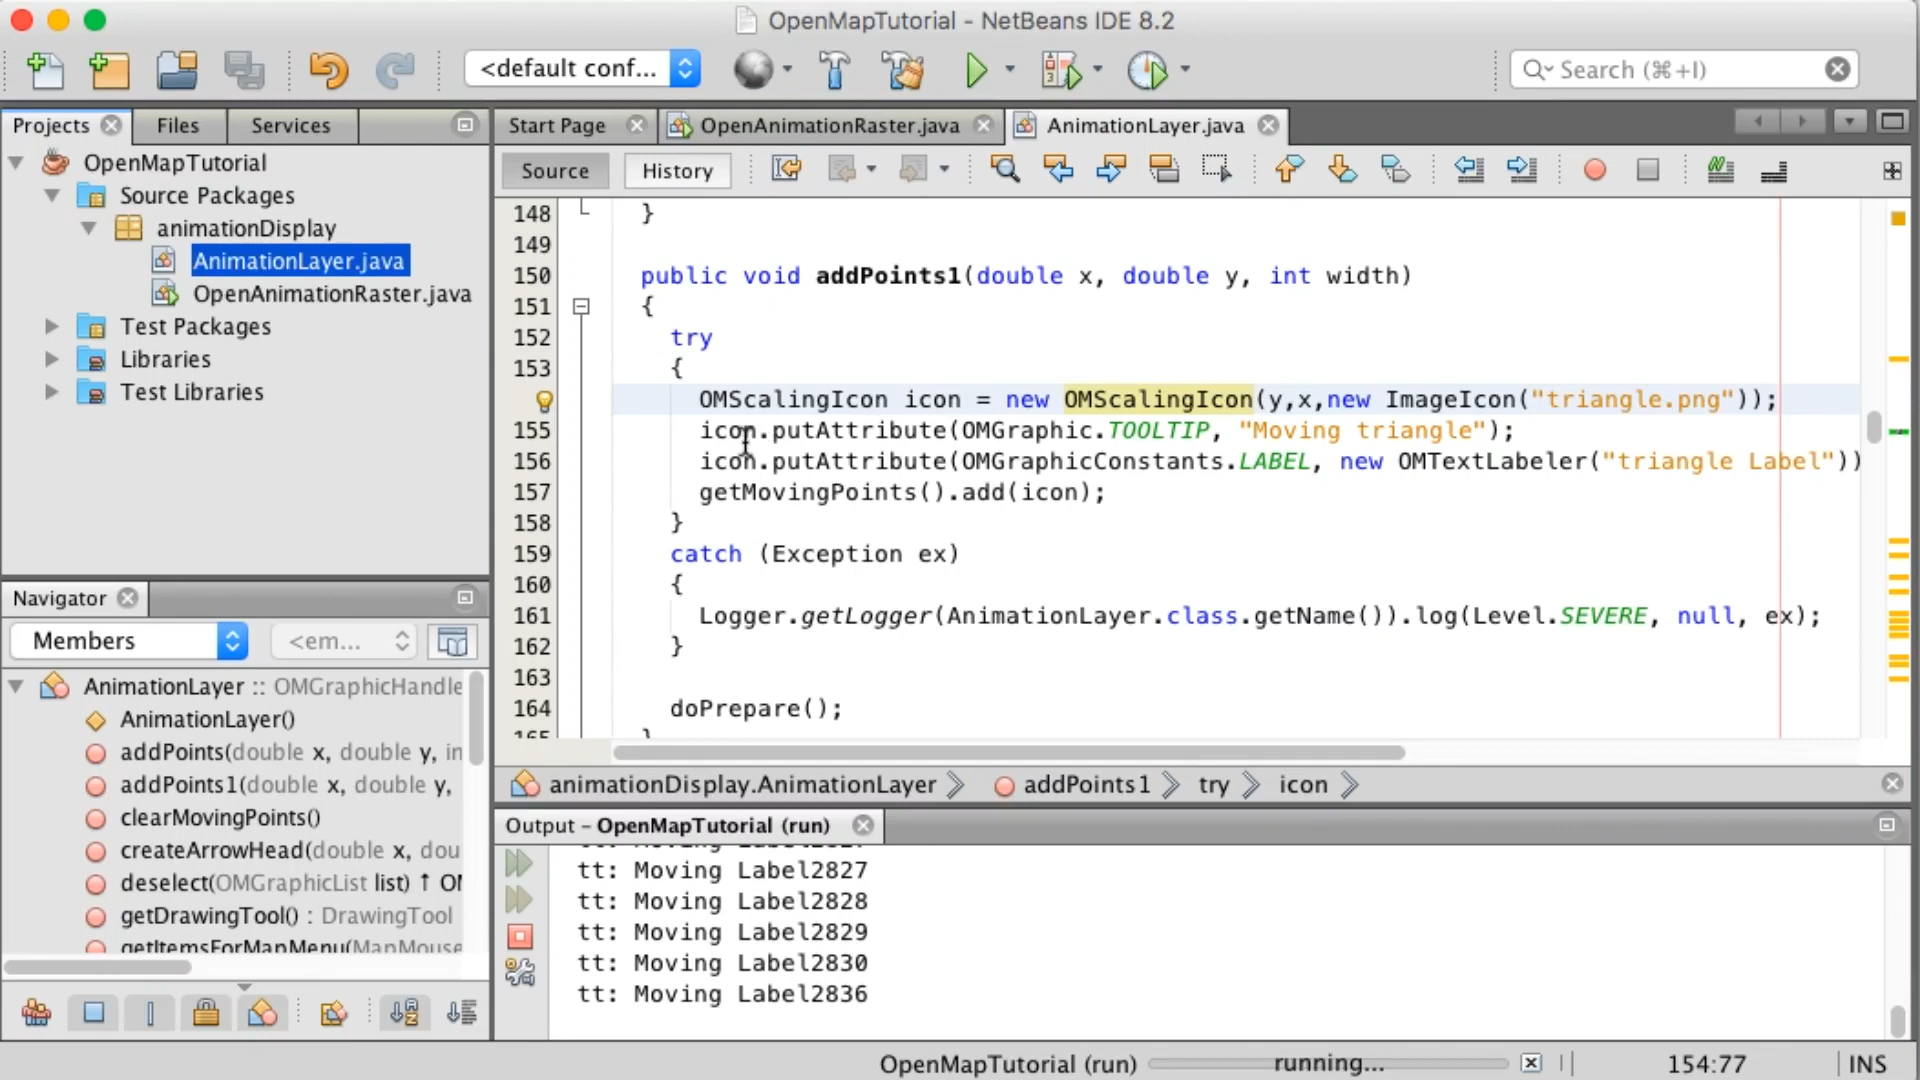 OpenMapTutorial - NetBeans IDE 8.2
<default conf...
Search (⌘+I)
Projects
Files
Services
OpenMapTutorial
Source Packages
animationDisplay
AnimationLayer.java
OpenAnimationRaster.java
Test Packages
Libraries
Test Libraries
Start Page
OpenAnimationRaster.java
AnimationLayer.java
Source
History
148 }
149
150 public void addPoints1(double x, double y, int width)
151 {
152 try
153 {
OMScalingIcon icon = new OMScalingIcon(y,x,new ImageIcon("triangle.png"));
155 icon.putAttribute(OMGraphic.TOOLTIP, "Moving triangle");
156 icon.putAttribute(OMGraphicConstants.LABEL, new OMTextLabeler("triangle Label"))
157 getMovingPoints().add(icon);
158 }
159 catch (Exception ex)
160 {
161 Logger.getLogger(AnimationLayer.class.getName()).log(Level.SEVERE, null, ex);
162 }
163
164 doPrepare();
165 }
animationDisplay.AnimationLayer
addPoints1
try
icon
Navigator
Members
<em...
AnimationLayer :: OMGraphicHandle
AnimationLayer()
addPoints(double x, double y, in
addPoints1(double x, double y,
clearMovingPoints()
createArrowHead(double x, dou
deselect(OMGraphicList list) ↑ OM
getDrawingTool() : DrawingTool
getItemsForMapMenu(MapMouse
Output - OpenMapTutorial (run)
tt: Moving Label2827
tt: Moving Label2828
tt: Moving Label2829
tt: Moving Label2830
tt: Moving Label2836
OpenMapTutorial (run)
running...
154:77
INS